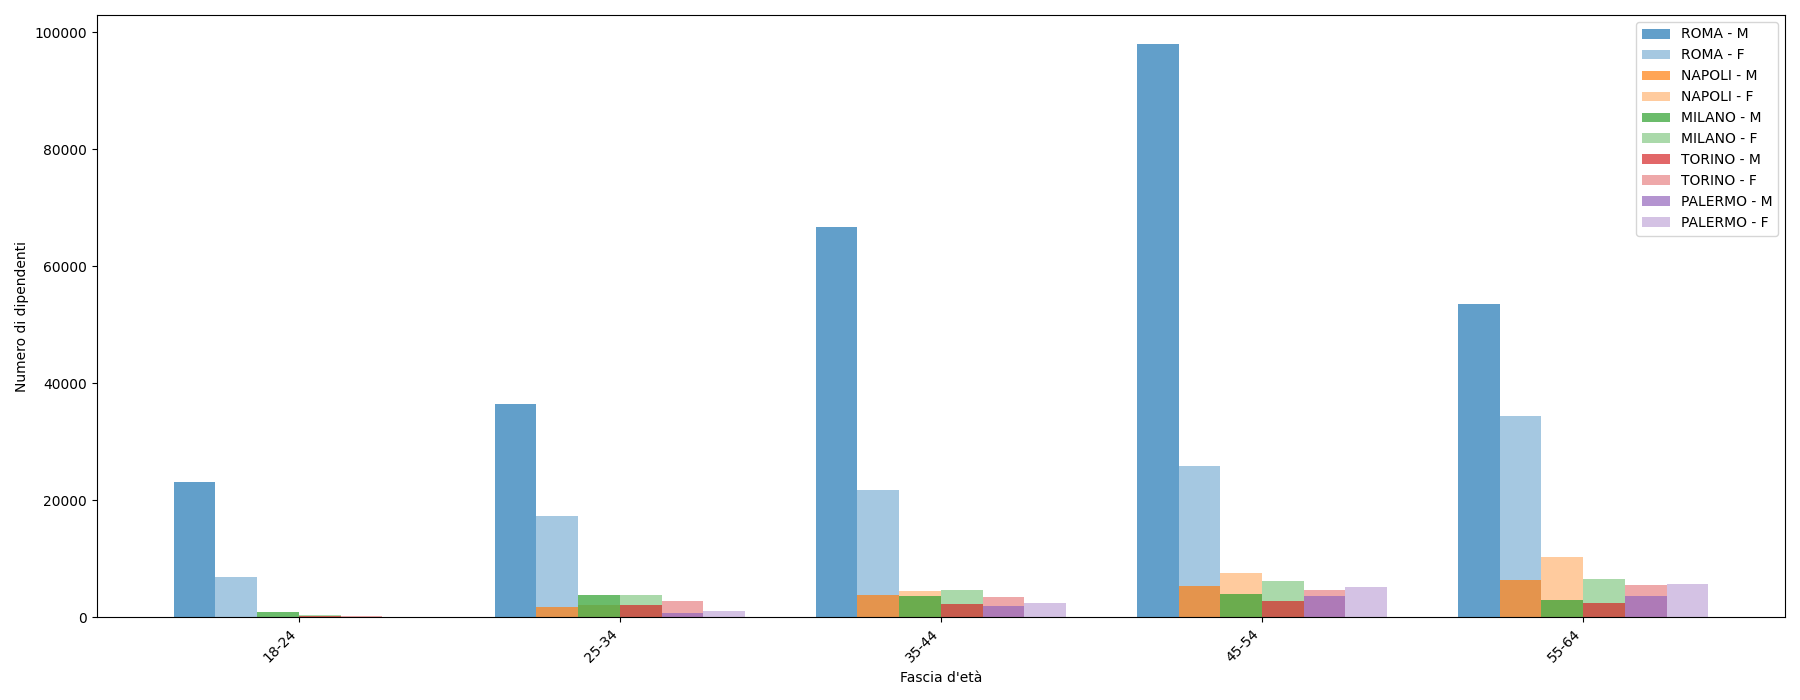 100000
80000
60000
40000
20000
0
Numero di dipendenti
18-24
25-34
35-44
45-54
55-64
Fascia d'età
ROMA - M
ROMA - F
NAPOLI - M
NAPOLI - F
MILANO - M
MILANO - F
TORINO - M
TORINO - F
PALERMO - M
PALERMO - F